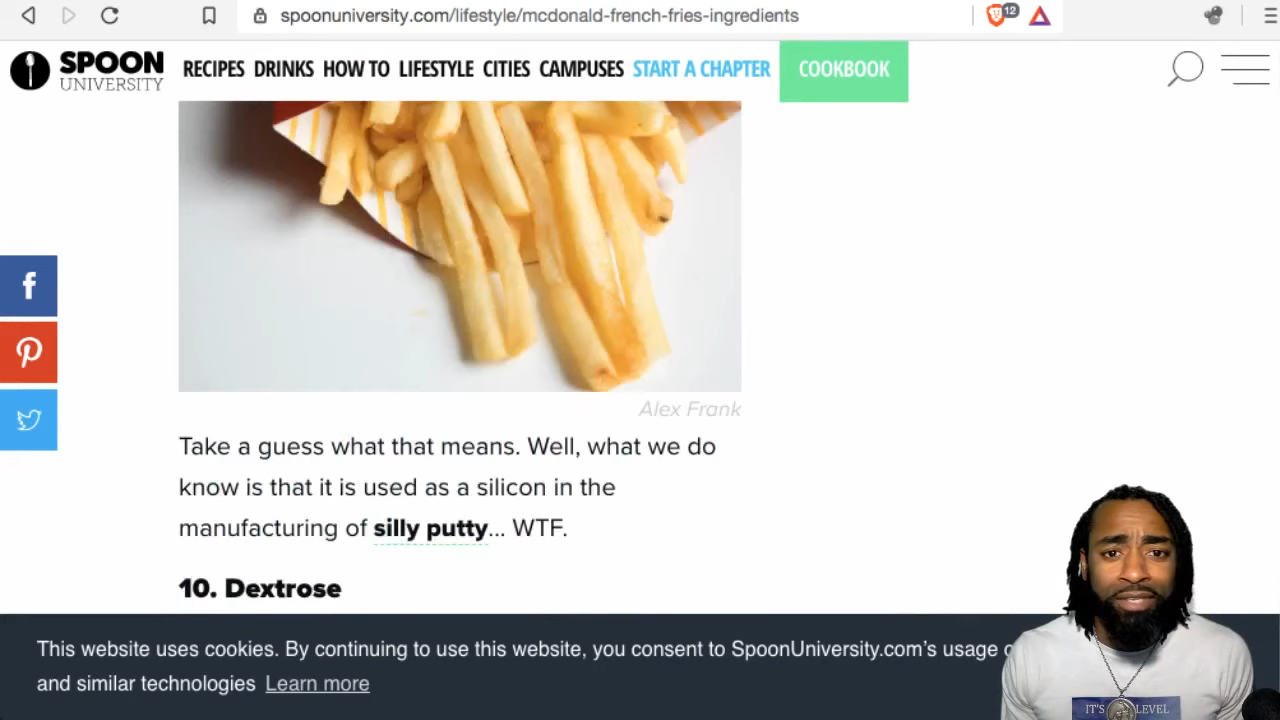 spoonuniversity.com/lifestyle/mcdonald-french-fries-ingredients
12
SPOON
UNIVERSITY
RECIPES DRINKS HOW TO LIFESTYLE CITIES CAMPUSES START A CHAPTER COOKBOOK
Alex Frank
Take a guess what that means. Well, what we do
know is that it is used as a silicon in the
manufacturing of silly putty... WTF.
10. Dextrose
This website uses cookies. By continuing to use this website, you consent to SpoonUniversity.com's usage
and similar technologies Learn more
IT'S LEVEL